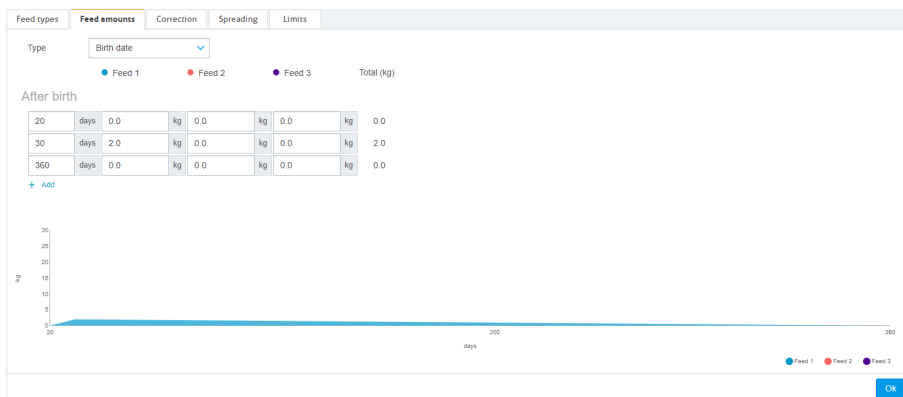 Feed types Feed amounts Correction Spreading Limits
Type Birth date
Feed 1 Feed 2 Feed 3 Total (kg)
After birth
20 days 0.0 kg 0.0 kg 0.0 kg 0.0
30 days 2.0 kg 0.0 kg 0.0 kg 2.0
360 days 0.0 kg 0.0 kg 0.0 kg 0.0
+ Add
30
25
20
kg
15
10
5
0
20 200 360
days
Feed 1 Feed 2 Feed 3
Ok